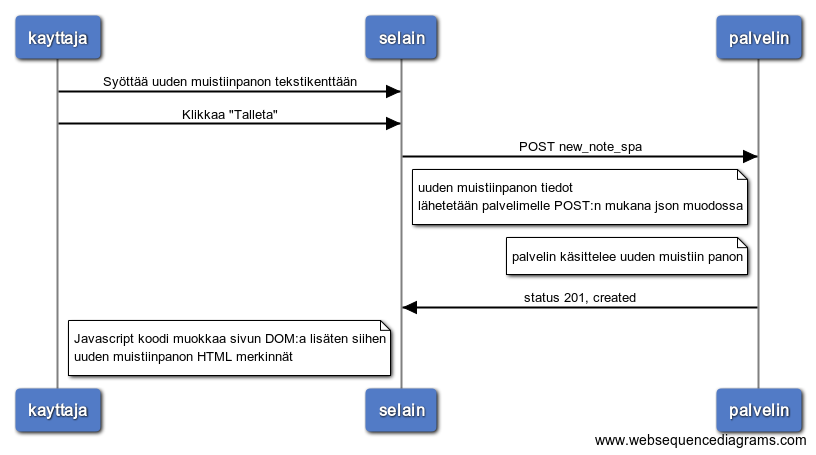 kayttaja
selain
palvelin
Syöttää uuden muistiinpanon tekstikenttään
Klikkaa "Talleta"
POST new_note_spa
uuden muistiinpanon tiedot
lähetetään palvelimelle POST:n mukana json muodossa
palvelin käsittelee uuden muistiin panon
status 201, created
Javascript koodi muokkaa sivun DOM:a lisäten siihen
uuden muistiinpanon HTML merkinnät
kayttaja
selain
palvelin
www.websequencediagrams.com